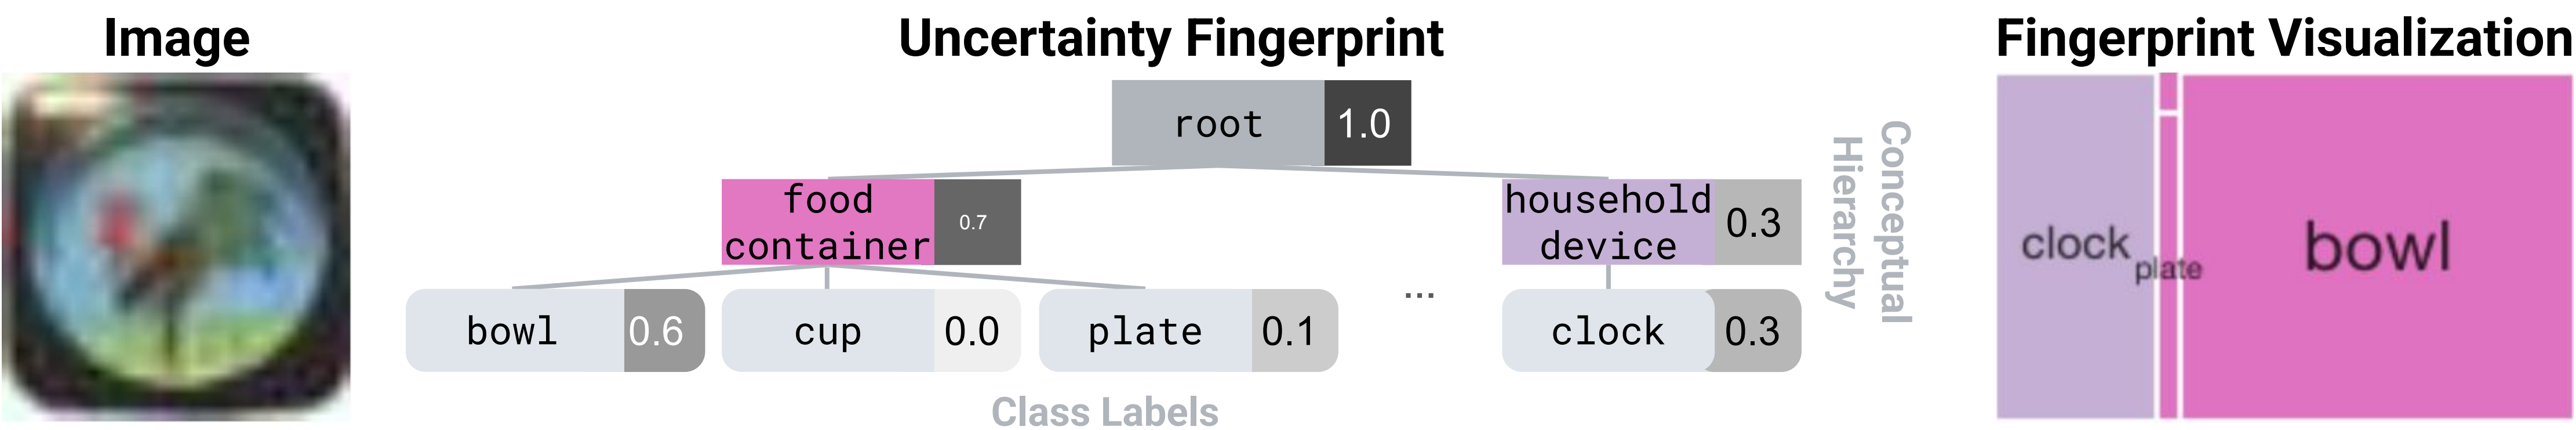 Image
Uncertainty Fingerprint
Fingerprint Visualization
root 1.0
food
container
0.7
household
device
0.3
bowl 0.6
cup 0.0
plate 0.1
...
clock 0.3
Class Labels
Conceptual
Hierarchy
clock
plate
bowl